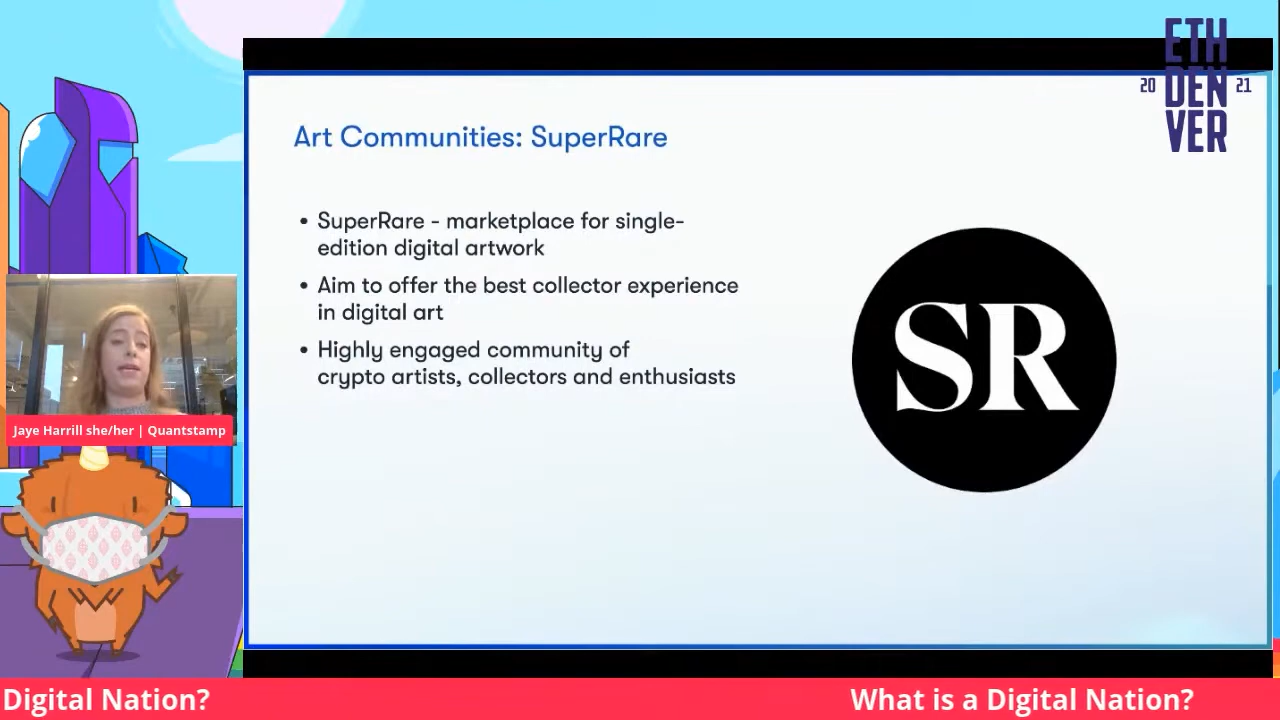 ETH
20 DEN 21
VER
Art Communities: SuperRare
• SuperRare - marketplace for single-
edition digital artwork
• Aim to offer the best collector experience
in digital art
• Highly engaged community of
crypto artists, collectors and enthusiasts
SR
Jaye Harrill she/her | Quantstamp
Digital Nation?
What is a Digital Nation?